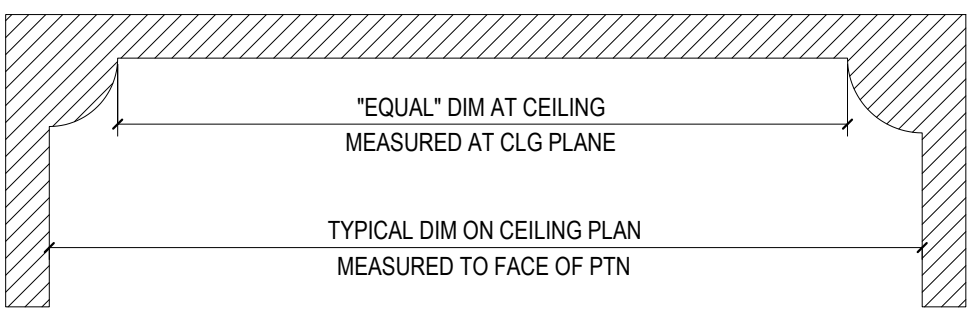 "EQUAL" DIM AT CEILING
MEASURED AT CLG PLANE
TYPICAL DIM ON CEILING PLAN
MEASURED TO FACE OF PTN